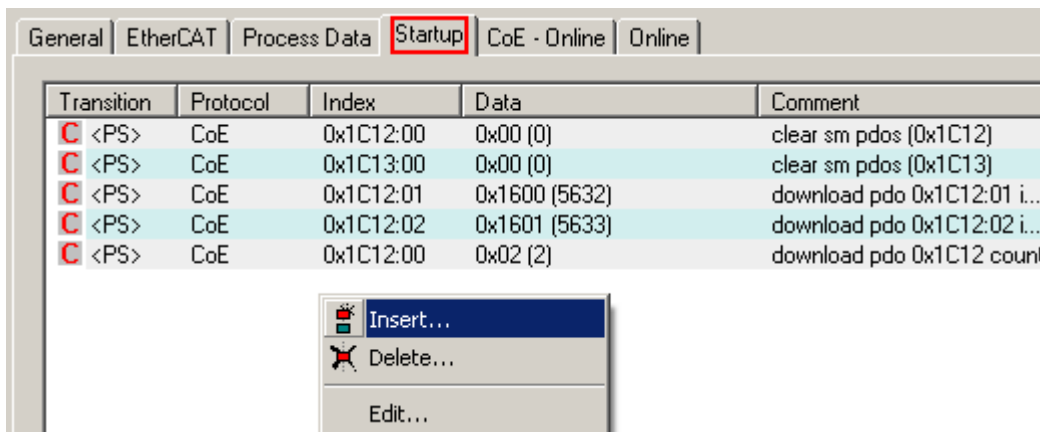 General EtherCAT Process Data Startup CoE - Online Online
Transition Protocol Index Data Comment
C <PS> CoE 0x1C12:00 0x00 (0) clear sm pdos (0x1C12)
C <PS> CoE 0x1C13:00 0x00 (0) clear sm pdos (0x1C13)
C <PS> CoE 0x1C12:01 0x1600 (5632) download pdo 0x1C12:01 i...
C <PS> CoE 0x1C12:02 0x1601 (5633) download pdo 0x1C12:02 i...
C <PS> CoE 0x1C12:00 0x02 (2) download pdo 0x1C12 coun
Insert...
Delete...
Edit...